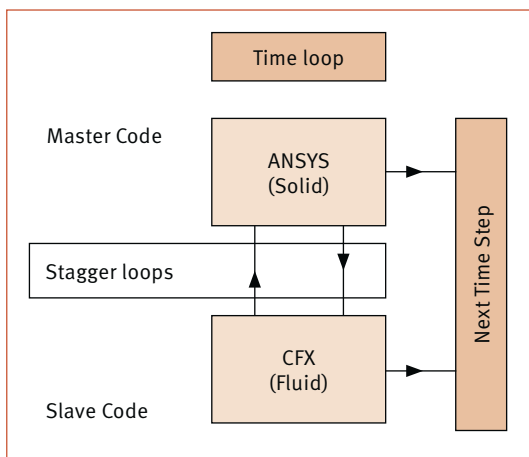 Time loop
Master Code
ANSYS
(Solid)
Stagger loops
Next Time Step
CFX
(Fluid)
Slave Code